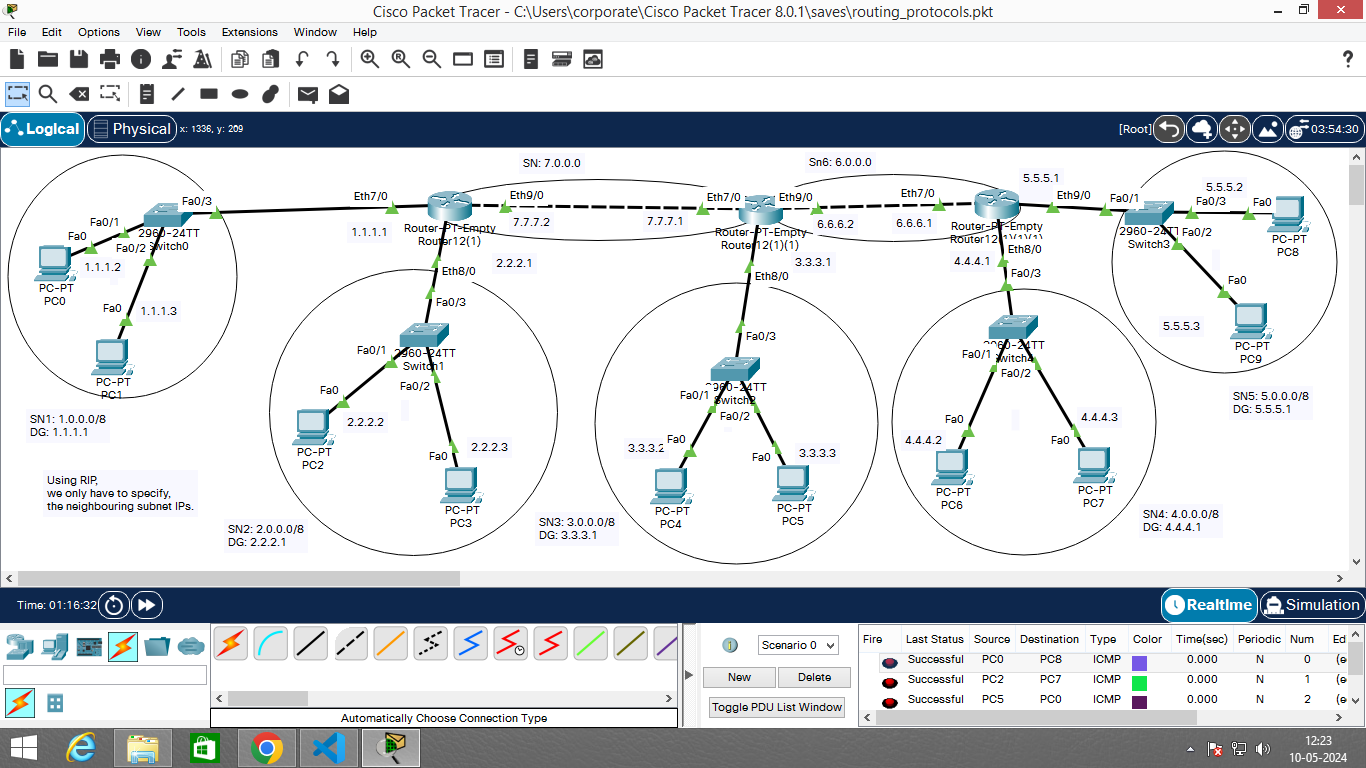 Cisco Packet Tracer - C:\Users\corporate\Cisco Packet Tracer 8.0.1\saves\routing_protocols.pkt
File Edit Options View Tools Extensions Window Help
Logical Physical x: 1336, y: 209 [Root] 03:54:30
SN: 7.0.0.0
Sn6: 6.0.0.0
Fa0/3
Eth7/0
Eth9/0
Eth7/0
Eth9/0
Eth7/0
5.5.5.1
Eth9/0
Fa0/1
5.5.5.2
Fa0/3
Fa0
Fa0/1
Fa0
Fa0/2
2960-24TT
Switch0
1.1.1.1
Router-PT-Empty
Router12(1)
7.7.7.2
7.7.7.1
Router-PT-Empty
Router12(1)(1)
6.6.6.2
6.6.6.1
Router-PT-Empty
Router12(1)(1)(1)
2960-24TT
Switch3
Fa0/2
PC-PT
PC8
1.1.1.2
PC-PT
PC0
2.2.2.1
Eth8/0
3.3.3.1
Eth8/0
4.4.4.1
Eth8/0
Fa0/3
Fa0
Fa0
1.1.1.3
Fa0/3
Fa0/3
5.5.5.3
PC-PT
PC9
PC-PT
PC1
Fa0/1
2960-24TT
Switch1
Fa0/2
2960-24TT
Switch2
Fa0/1
Fa0/2
2960-24TT
Switch4
Fa0/1
Fa0/2
SN1: 1.0.0.0/8
DG: 1.1.1.1
SN5: 5.0.0.0/8
DG: 5.5.5.1
Fa0
2.2.2.2
PC-PT
PC2
2.2.2.3
Fa0
PC-PT
PC3
3.3.3.2
Fa0
PC-PT
PC4
3.3.3.3
Fa0
PC-PT
PC5
4.4.4.2
Fa0
PC-PT
PC6
4.4.4.3
Fa0
PC-PT
PC7
Using RIP,
we only have to specify,
the neighbouring subnet IPs.
SN2: 2.0.0.0/8
DG: 2.2.2.1
SN3: 3.0.0.0/8
DG: 3.3.3.1
SN4: 4.0.0.0/8
DG: 4.4.4.1
Time: 01:16:32 Realtime Simulation
Scenario 0
New Delete
Toggle PDU List Window
Automatically Choose Connection Type
Fire Last Status Source Destination Type Color Time(sec) Periodic Num Ed
Successful PC0 PC8 ICMP 0.000 N 0 (e
Successful PC2 PC7 ICMP 0.000 N 1 (e
Successful PC5 PC0 ICMP 0.000 N 2 (e
12:23
10-05-2024